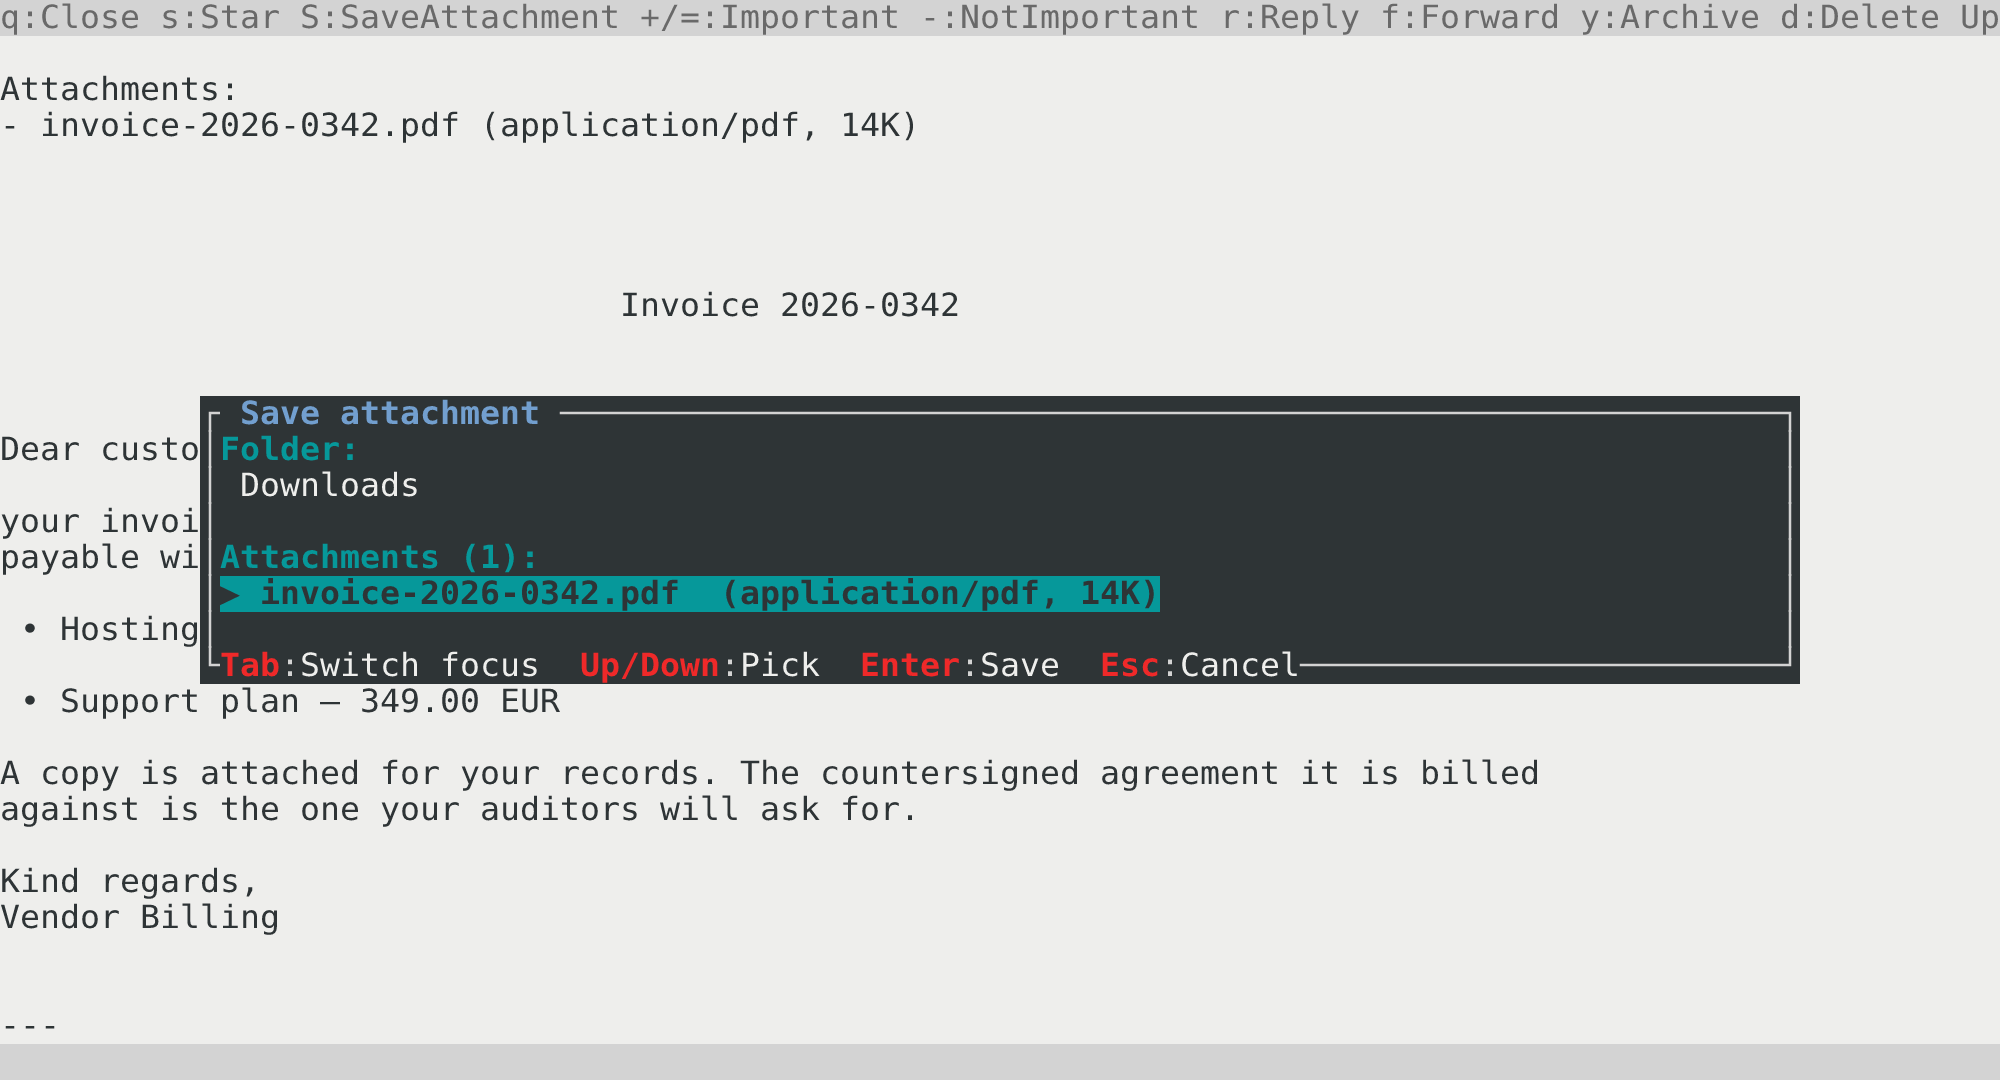 q:Close s:Star S:SaveAttachment +/=:Important -:NotImportant r:Reply f:Forward y:Archive d:Delete Up
Attachments:
- invoice-2026-0342.pdf (application/pdf, 14K)
Invoice 2026-0342
Save attachment
Dear custo
Folder:
Downloads
your invoi
payable wi
Attachments (1):
▶ invoice-2026-0342.pdf  (application/pdf, 14K)
• Hosting
Tab:Switch focus  Up/Down:Pick  Enter:Save  Esc:Cancel
• Support plan — 349.00 EUR
A copy is attached for your records. The countersigned agreement it is billed
against is the one your auditors will ask for.
Kind regards,
Vendor Billing
---